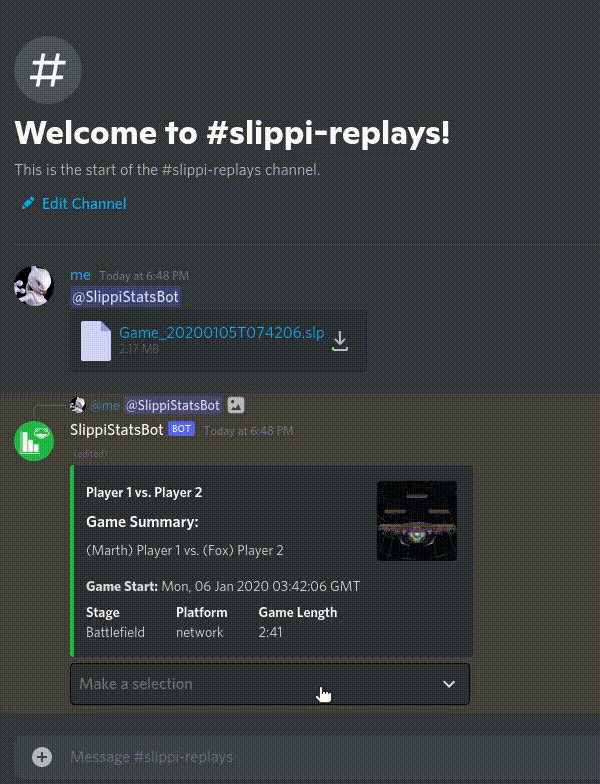 #
Welcome to #slippi-replays!
This is the start of the #slippi-replays channel.
Edit Channel
me Today at 6:48 PM
@SlippiStatsBot
Game_20200105T074206.slp
2.17 MB
@me @SlippiStatsBot
SlippiStatsBot BOT Today at 6:48 PM
(edited)
Player 1 vs. Player 2
Game Summary:
(Marth) Player 1 vs. (Fox) Player 2
Game Start: Mon, 06 Jan 2020 03:42:06 GMT
Stage Platform Game Length
Battlefield network 2:41
Make a selection
Message #slippi-replays